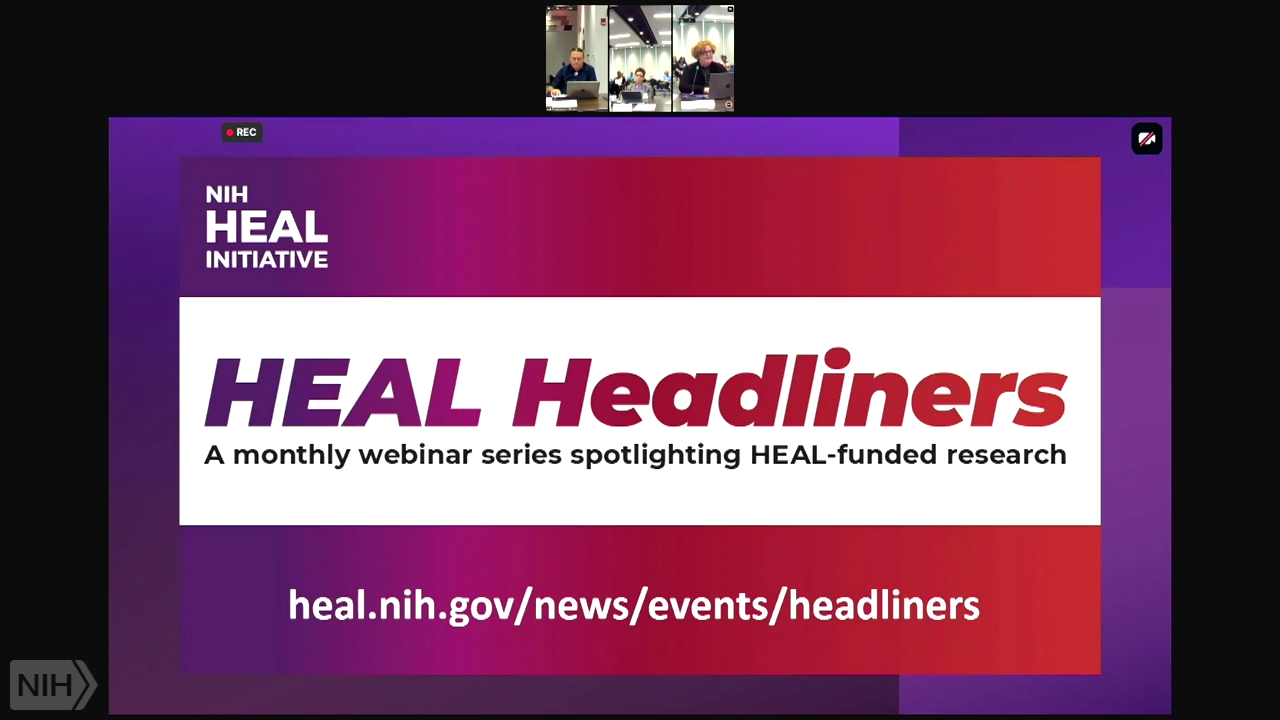 REC
NIH
HEAL
INITIATIVE
HEAL Headliners
A monthly webinar series spotlighting HEAL-funded research
heal.nih.gov/news/events/headliners
NIH